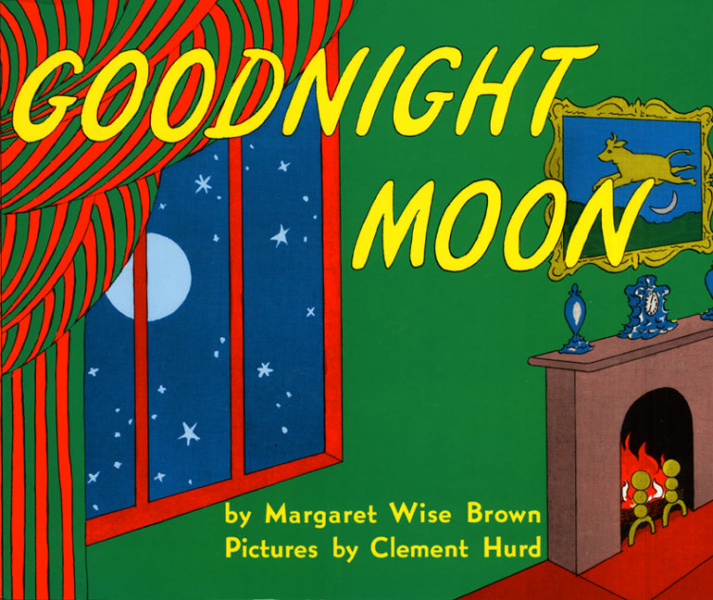 GOODNIGHT
MOON
by Margaret Wise Brown
Pictures by Clement Hurd